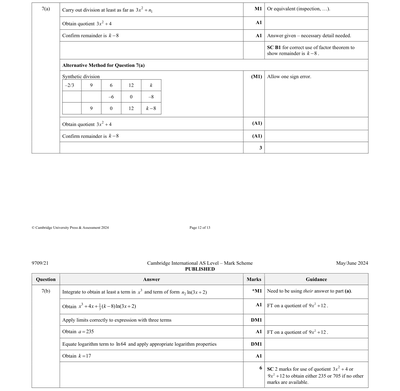 7(a)
Carry out division at least as far as 3x² + n₁
M1
Or equivalent (inspection, …).
Obtain quotient 3x² + 4
A1
Confirm remainder is k − 8
A1
Answer given – necessary detail needed.
SC B1 for correct use of factor theorem to show remainder is k − 8 .
Alternative Method for Question 7(a)
Synthetic division
(M1)
Allow one sign error.
−2/3 9 6 12 k
−6 0 −8
9 0 12 k − 8
Obtain quotient 3x² + 4
(A1)
Confirm remainder is k − 8
(A1)
3
© Cambridge University Press & Assessment 2024
Page 12 of 13
9709/21
Cambridge International AS Level – Mark Scheme
PUBLISHED
May/June 2024
Question Answer Marks Guidance
7(b)
Integrate to obtain at least a term in x³ and term of form n₂ ln(3x + 2)
*M1
Need to be using their answer to part (a).
Obtain x³ + 4x + ⅓(k − 8)ln(3x + 2)
A1
FT on a quotient of 9x² + 12 .
Apply limits correctly to expression with three terms
DM1
Obtain a = 235
A1
FT on a quotient of 9x² + 12 .
Equate logarithm term to ln 64 and apply appropriate logarithm properties
DM1
Obtain k = 17
A1
6
SC 2 marks for use of quotient 3x² + 4 or
9x² + 12 to obtain either 235 or 705 if no other
marks are available.